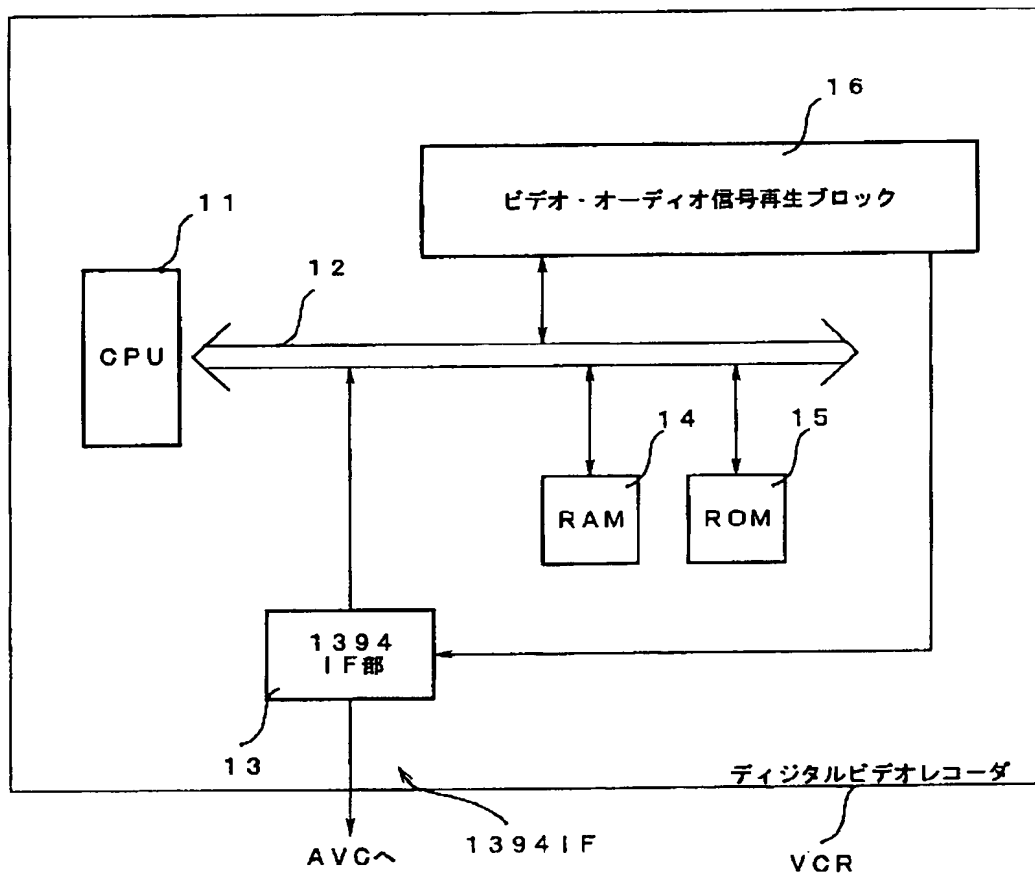 16
ビデオ・オーディオ信号再生ブロック
11
12
CPU
14
15
RAM
ROM
1394
IF部
13
ディジタルビデオレコーダ
1394IF
AVCへ
VCR